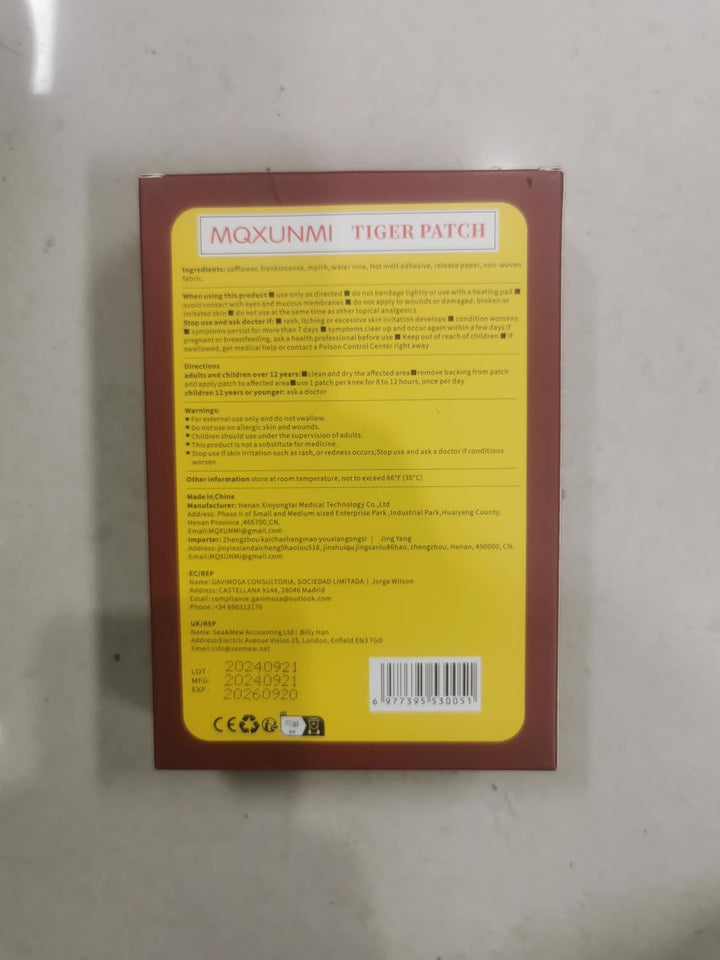 MQXUNMI TIGER PATCH
Ingredients: safflower, frankincense, myrrh, water vine, Hot melt adhesive, release paper, non-woven
fabric.
When using this product ■ use only as directed ■ do not bandage tightly or use with a heating pad ■
avoid contact with eyes and mucous membranes ■ do not apply to wounds or damaged, broken or
irritated skin ■ do not use at the same time as other topical analgesics
Stop use and ask doctor if: ■ rash, itching or excessive skin irritation develops ■ condition worsens
■ symptoms persist for more than 7 days ■ symptoms clear up and occur again within a few days if
pregnant or breastfeeding, ask a health professional before use ■ Keep out of reach of children ■ if
swallowed, get medical help or contact a Poison Control Center right away
Directions
adults and children over 12 years: ■clean and dry the affected area■remove backing from patch
and apply patch to affected area■use 1 patch per knee for 8 to 12 hours, once per day
children 12 years or younger: ask a doctor
Warnings:
◆For external use only and do not swallow.
◆Do not use on allergic skin and wounds.
◆Children should use under the supervision of adults.
◆This product is not a substitute for medicine.
◆Stop use if skin irritation such as rash, or redness occurs;Stop use and ask a doctor if conditions
worsen.
Other information store at room temperature, not to exceed 86°F (30°C)
Made in China
Manufacturer: Henan Xinyongtai Medical Technology Co.,Ltd
Address: Phase II of Small and Medium-sized Enterprise Park ,Industrial Park,Huaiyang County.
Henan Province ,466700,CN.
Email:MQXUNMI@gmail.com
Importer: Zhengzhou kaichashangmao youxiangongsi | Jing Yang
Address: jinyinxiandaicheng5haolou516, jinshuiqu jingsanlu86hao, zhengzhou, Henan, 450000, CN.
Email:MQXUNMI@gmail.com
EC/REP
Name: GAVIMOSA CONSULTORIA, SOCIEDAD LIMITADA | Jorge Wilson
Address: CASTELLANA 9144, 28046 Madrid
Email: compliance.gavimosa@outlook.com
Phone: +34 696313170
UK/REP
Name: Sea&Mew Accounting Ltd | Billy Han
Address:Electric Avenue Vision 25, London, Enfield EN3 7GD
Email:info@seamew.net
LOT: 20240921
MFG: 20240921
EXP: 20260920
6 977395 530051
CE